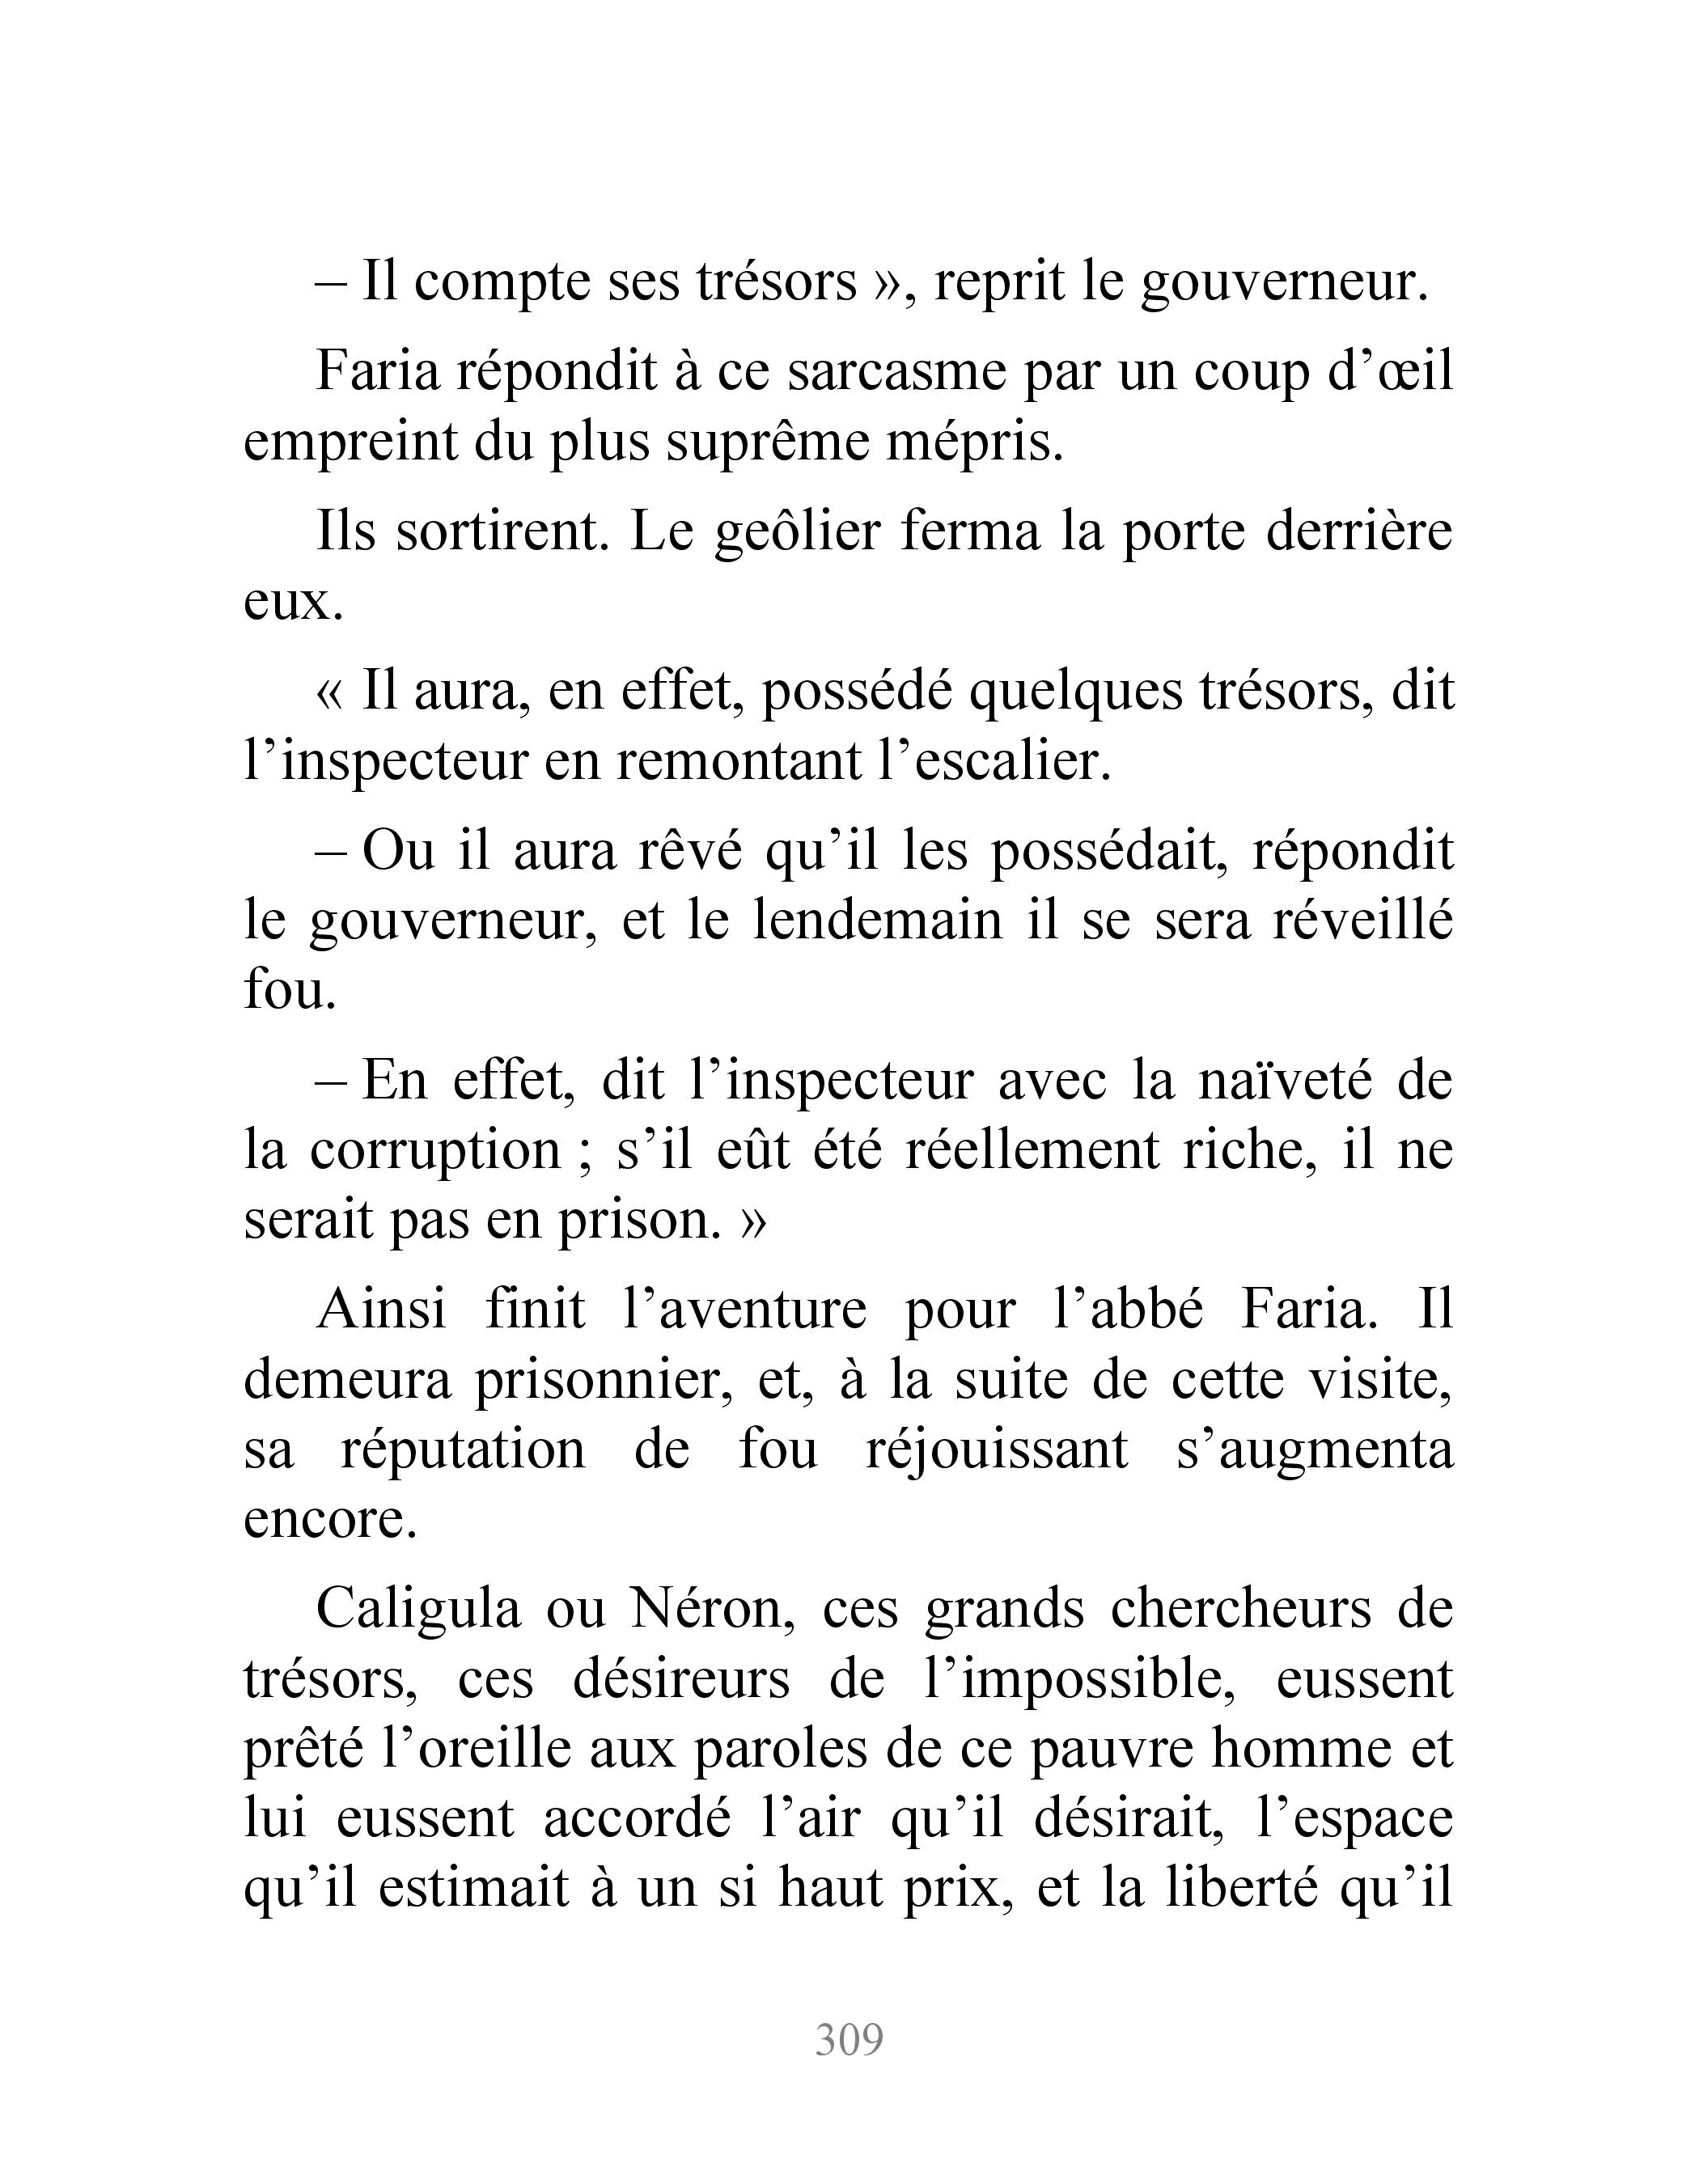 – Il compte ses trésors », reprit le gouverneur.
Faria répondit à ce sarcasme par un coup d’œil
empreint du plus suprême mépris.
Ils sortirent. Le geôlier ferma la porte derrière
eux.
« Il aura, en effet, possédé quelques trésors, dit
l’inspecteur en remontant l’escalier.
– Ou il aura rêvé qu’il les possédait, répondit
le gouverneur, et le lendemain il se sera réveillé
fou.
– En effet, dit l’inspecteur avec la naïveté de
la corruption ; s’il eût été réellement riche, il ne
serait pas en prison. »
Ainsi finit l’aventure pour l’abbé Faria. Il
demeura prisonnier, et, à la suite de cette visite,
sa réputation de fou réjouissant s’augmenta
encore.
Caligula ou Néron, ces grands chercheurs de
trésors, ces désireurs de l’impossible, eussent
prêté l’oreille aux paroles de ce pauvre homme et
lui eussent accordé l’air qu’il désirait, l’espace
qu’il estimait à un si haut prix, et la liberté qu’il
309